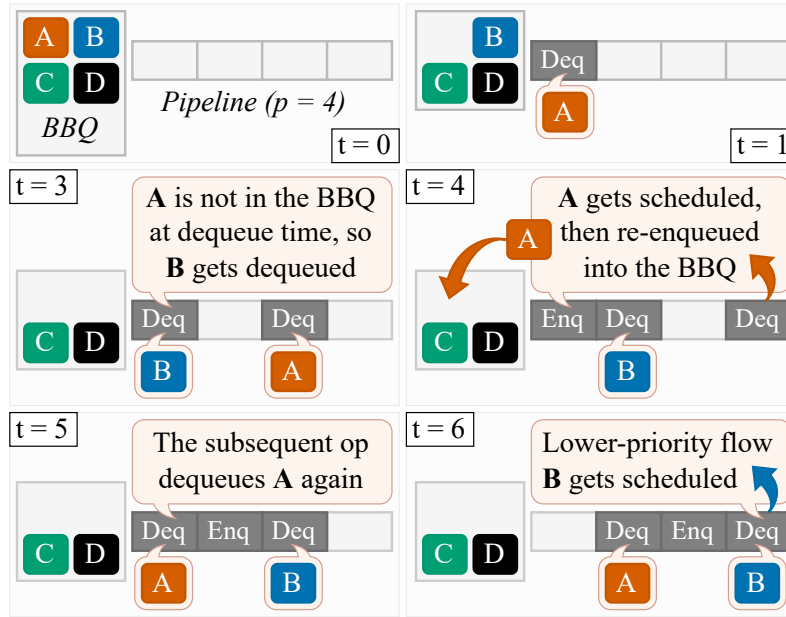 A B
C D
BBQ
Pipeline (p = 4)
t = 0
B
C D
Deq
A
t = 1
t = 3
A is not in the BBQ
at dequeue time, so
B gets dequeued
C D
Deq Deq
B A
t = 4
A gets scheduled,
then re-enqueued
into the BBQ
A
C D
Enq Deq Deq
B
t = 5
The subsequent op
dequeues A again
C D
Deq Enq Deq
A B
t = 6
Lower-priority flow
B gets scheduled
C D
Deq Enq Deq
A B